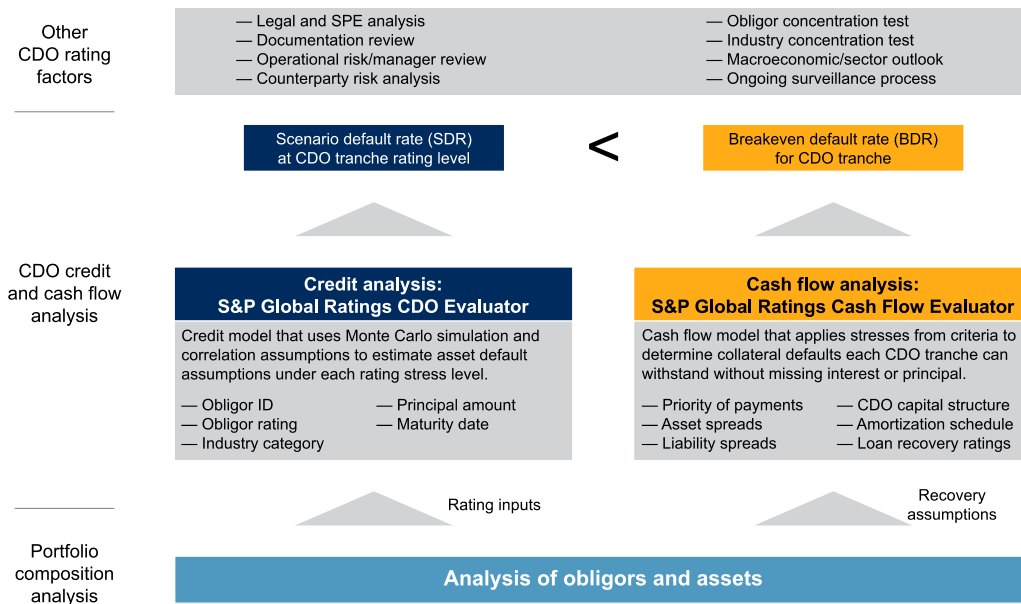 Other
CDO rating
factors
— Legal and SPE analysis
— Documentation review
— Operational risk/manager review
— Counterparty risk analysis
— Obligor concentration test
— Industry concentration test
— Macroeconomic/sector outlook
— Ongoing surveillance process
Scenario default rate (SDR)
at CDO tranche rating level
<
Breakeven default rate (BDR)
for CDO tranche
CDO credit
and cash flow
analysis
Credit analysis:
S&P Global Ratings CDO Evaluator
Credit model that uses Monte Carlo simulation and
correlation assumptions to estimate asset default
assumptions under each rating stress level.
— Obligor ID
— Obligor rating
— Industry category
— Principal amount
— Maturity date
Cash flow analysis:
S&P Global Ratings Cash Flow Evaluator
Cash flow model that applies stresses from criteria to
determine collateral defaults each CDO tranche can
withstand without missing interest or principal.
— Priority of payments
— Asset spreads
— Liability spreads
— CDO capital structure
— Amortization schedule
— Loan recovery ratings
Rating inputs
Recovery
assumptions
Portfolio
composition
analysis
Analysis of obligors and assets